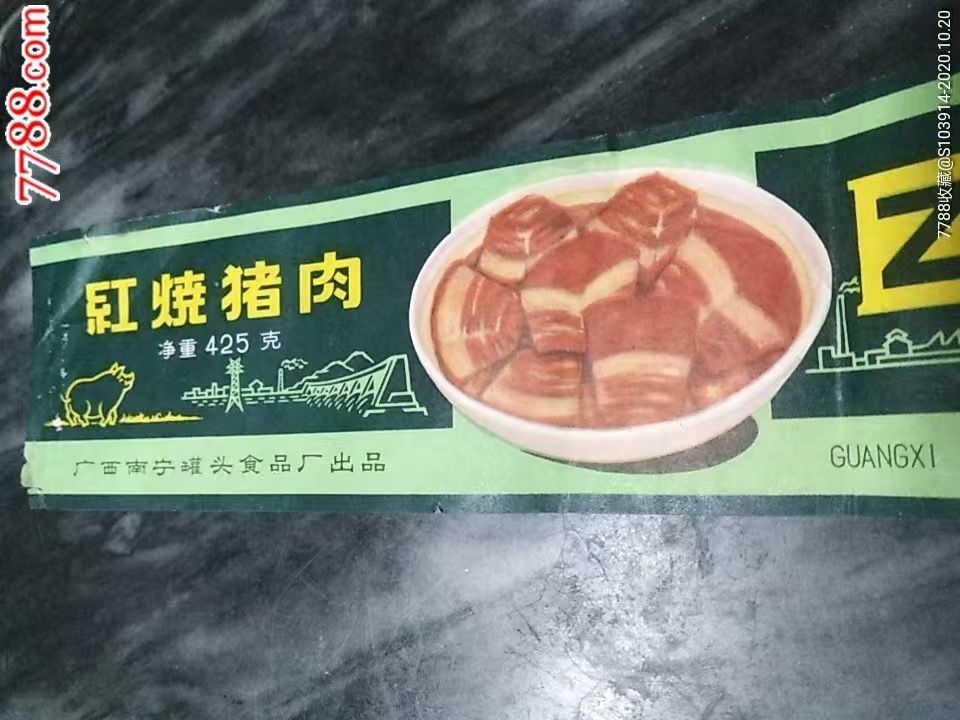 7788.com
7788收藏@S103914-2020.10.20
紅烧猪肉
净重 425 克
广西南宁罐头食品厂出品
GUANGXI